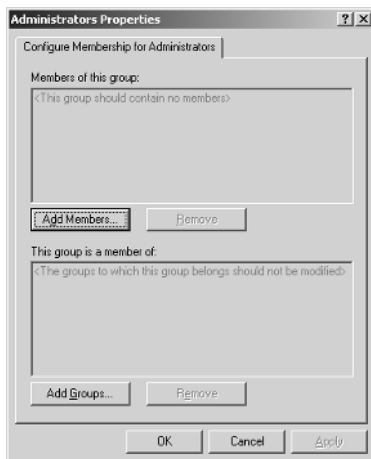 Administrators Properties
Configure Membership for Administrators
Members of this group:
<This group should contain no members>
Add Members...
Remove
This group is a member of:
<The groups to which this group belongs should not be modified>
Add Groups...
Remove
OK
Cancel
Apply